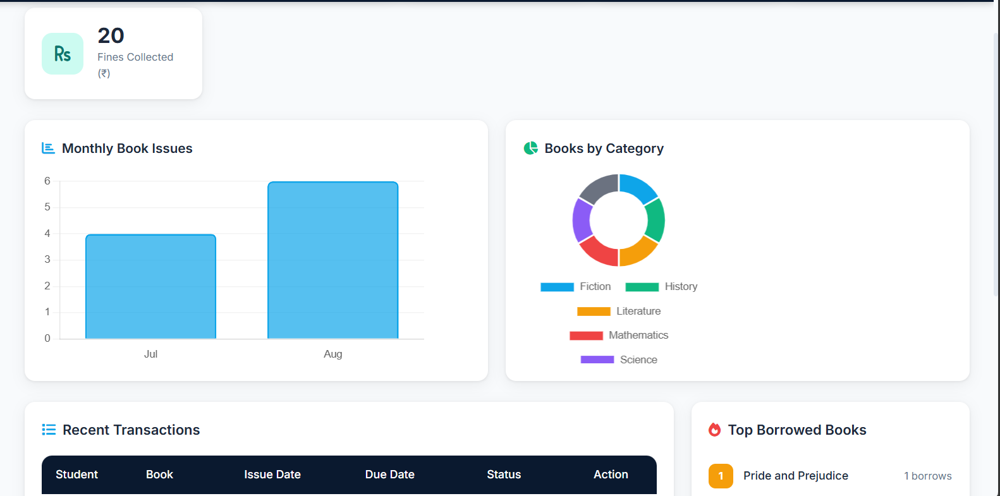 Rs
20
Fines Collected
(₹)
Monthly Book Issues
6
5
4
3
2
1
0
Jul Aug
Books by Category
Fiction History
Literature
Mathematics
Science
Recent Transactions
Student Book Issue Date Due Date Status Action
Top Borrowed Books
1 Pride and Prejudice 1 borrows